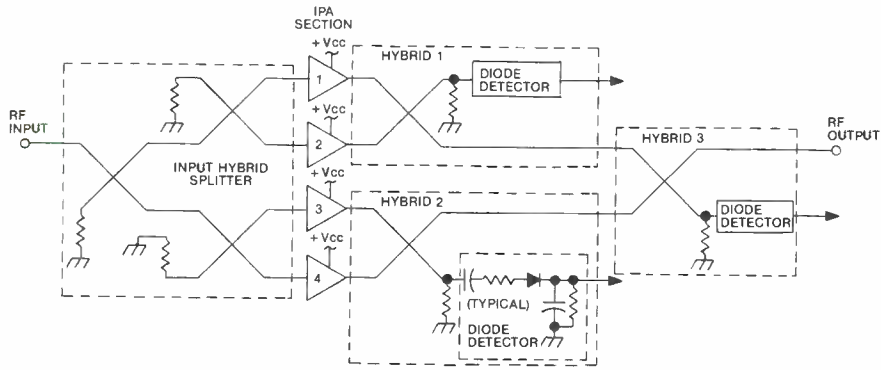 IPA
SECTION
+ Vcc
1
HYBRID 1
DIODE
DETECTOR
RF
INPUT
+ Vcc
2
INPUT HYBRID
SPLITTER
HYBRID 3
RF
OUTPUT
+ Vcc
3
HYBRID 2
DIODE
DETECTOR
+ Vcc
4
(TYPICAL)
DIODE
DETECTOR